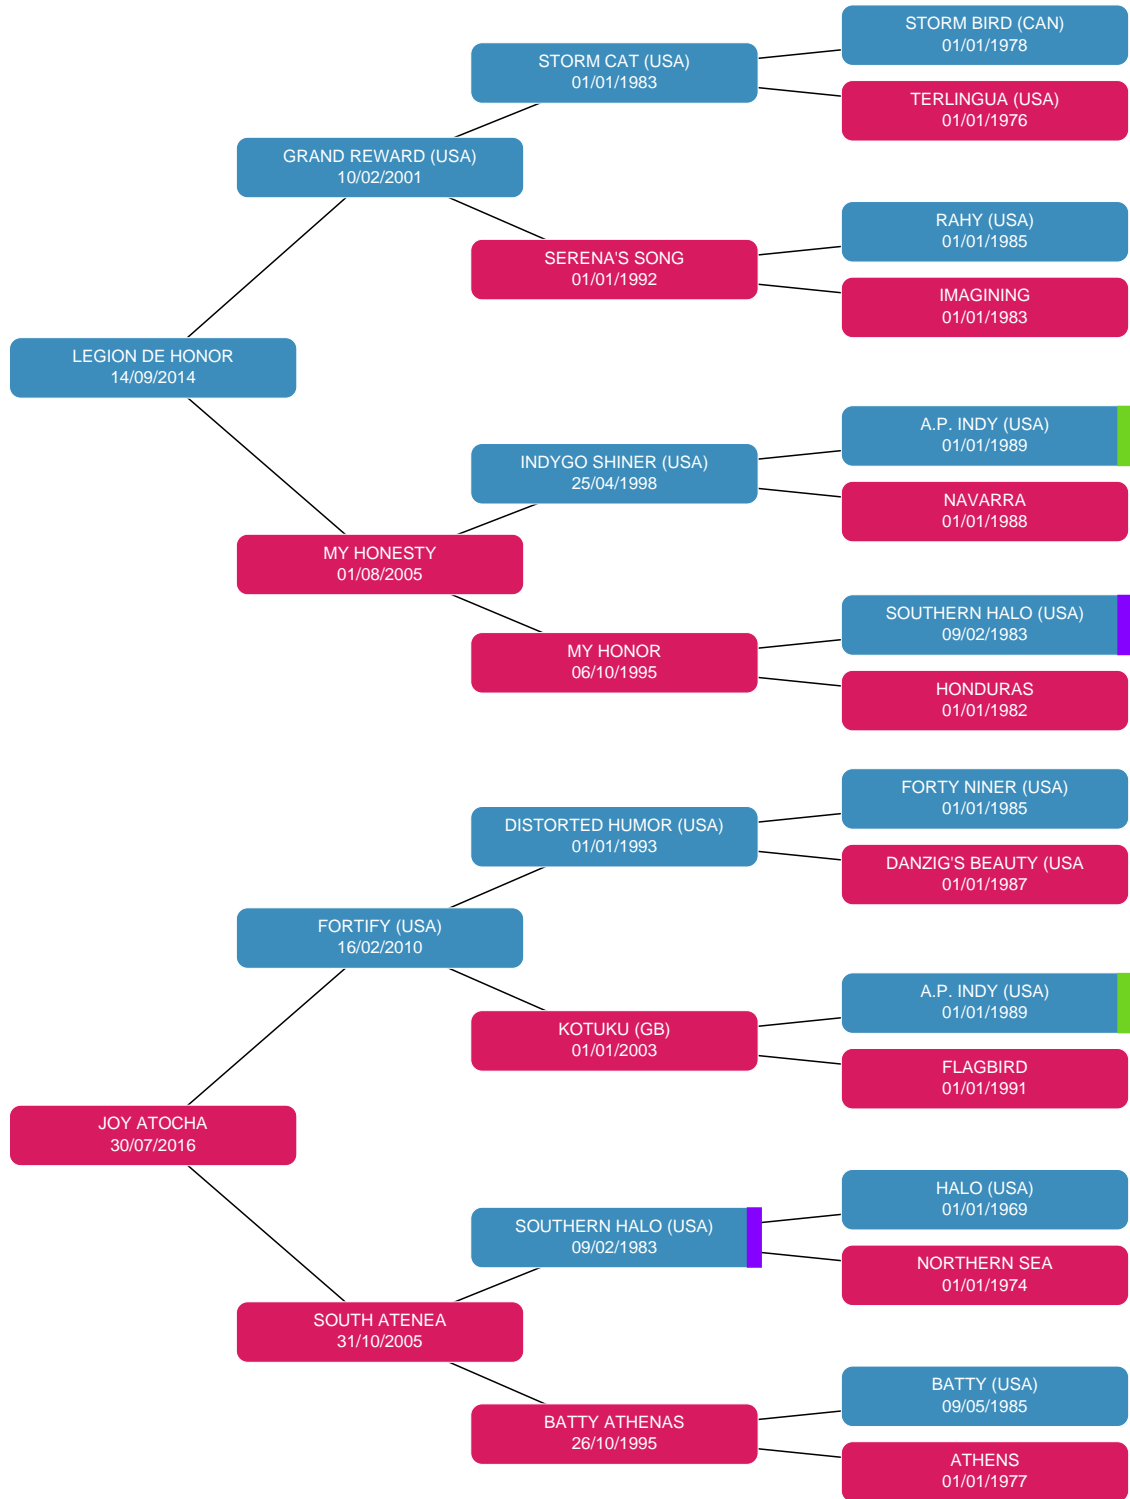 STORM BIRD (CAN)
01/01/1978
STORM CAT (USA)
01/01/1983
TERLINGUA (USA)
01/01/1976
GRAND REWARD (USA)
10/02/2001
RAHY (USA)
01/01/1985
SERENA'S SONG
01/01/1992
IMAGINING
01/01/1983
LEGION DE HONOR
14/09/2014
A.P. INDY (USA)
01/01/1989
INDYGO SHINER (USA)
25/04/1998
NAVARRA
01/01/1988
MY HONESTY
01/08/2005
SOUTHERN HALO (USA)
09/02/1983
MY HONOR
06/10/1995
HONDURAS
01/01/1982
FORTY NINER (USA)
01/01/1985
DISTORTED HUMOR (USA)
01/01/1993
DANZIG'S BEAUTY (USA
01/01/1987
FORTIFY (USA)
16/02/2010
A.P. INDY (USA)
01/01/1989
KOTUKU (GB)
01/01/2003
FLAGBIRD
01/01/1991
JOY ATOCHA
30/07/2016
HALO (USA)
01/01/1969
SOUTHERN HALO (USA)
09/02/1983
NORTHERN SEA
01/01/1974
SOUTH ATENEA
31/10/2005
BATTY (USA)
09/05/1985
BATTY ATHENAS
26/10/1995
ATHENS
01/01/1977